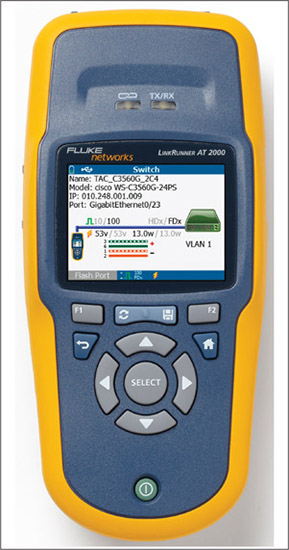 TX/RX
FLUKE
networks
LINKRUNNER AT 2000
Switch
Name: TAC_C3560G_2C4
Model: cisco WS-C3560G-24PS
IP: 010.248.001.009
Port: GigabitEthernet0/23
10/100 HDx/FDx
53v/53v 13.0w/13.0w
VLAN 1
+
-
Flash Port
F1
F2
SELECT